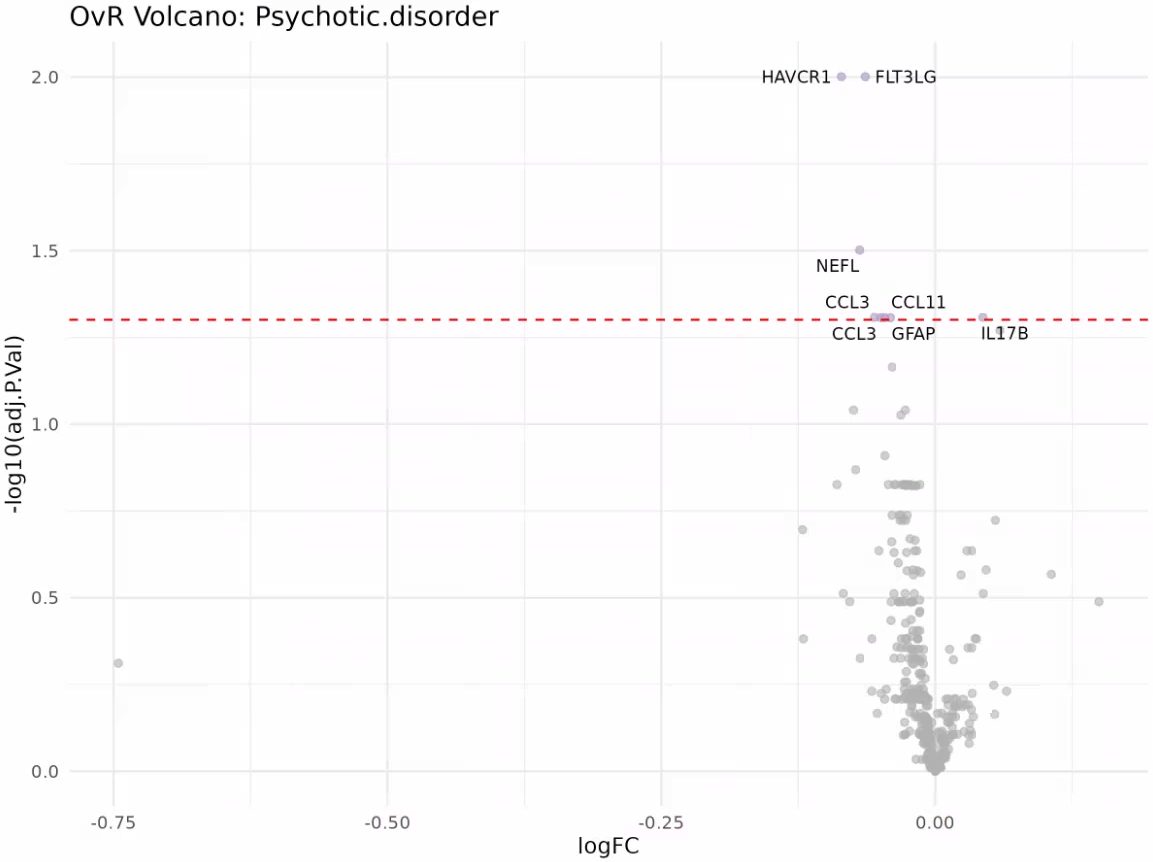 OvR Volcano: Psychotic.disorder
2.0
HAVCR1
FLT3LG
1.5
NEFL
CCL3
CCL11
CCL3
GFAP
IL17B
1.0
0.5
0.0
-log10(adj.P.Val)
-0.75
-0.50
-0.25
0.00
logFC